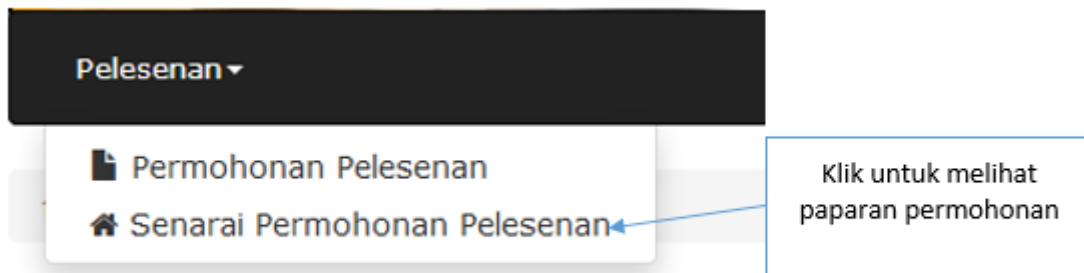 Pelesenan
Permohonan Pelesenan
Senarai Permohonan Pelesenan
Klik untuk melihat
paparan permohonan